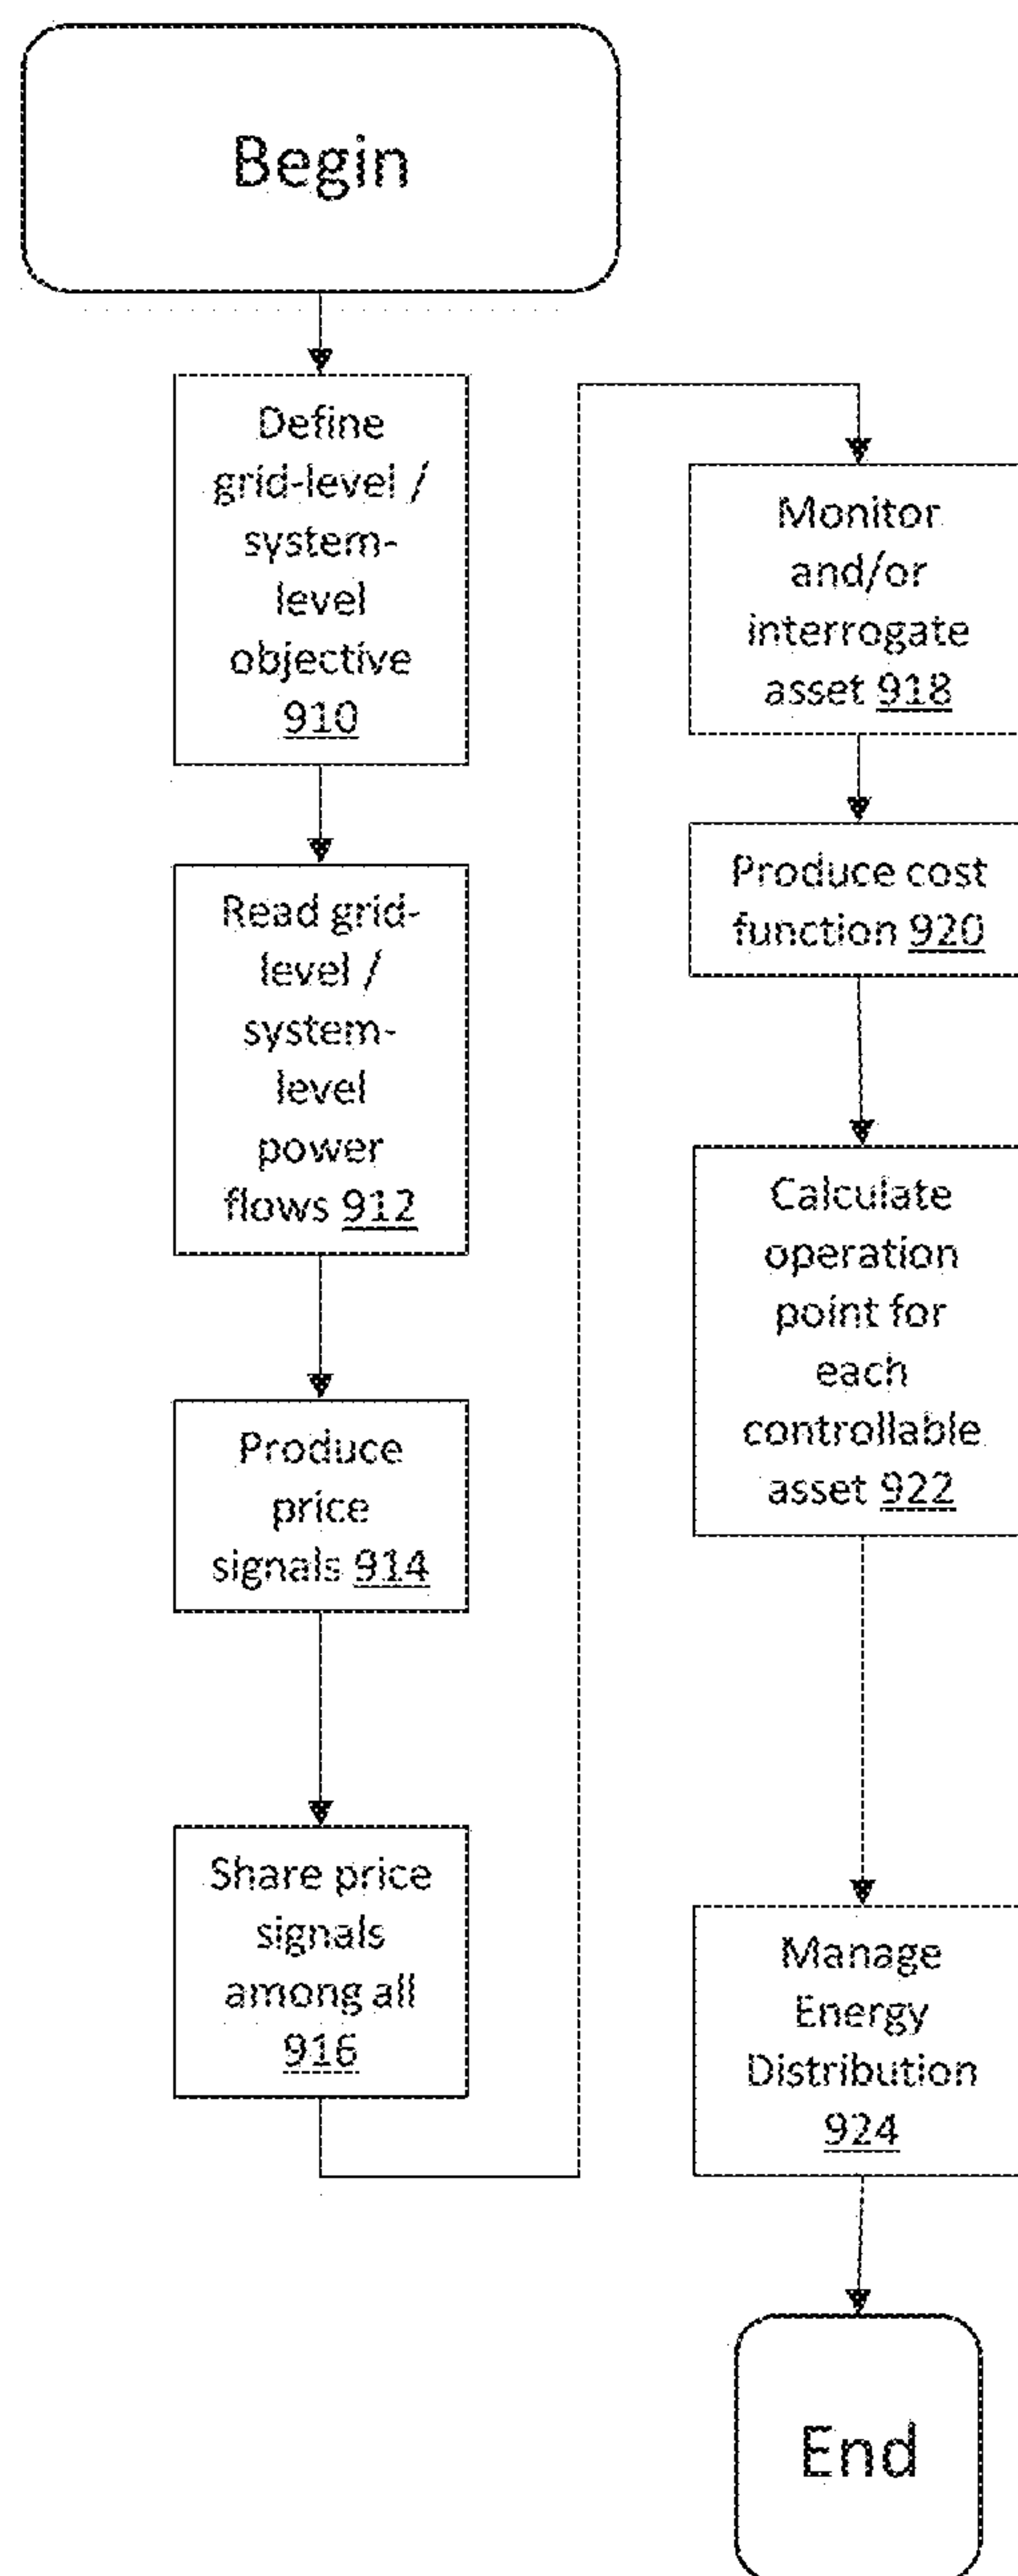 Begin
Define
grid-level /
system-
level
objective
910
Read grid-
level /
system-
level
power
flows 912
Produce
price
signals 914
Share price
signals
among all
916
Monitor
and/or
interrogate
asset 918
Produce cost
function 920
Calculate
operation
point for
each
controllable
asset 922
Manage
Energy
Distribution
924
End